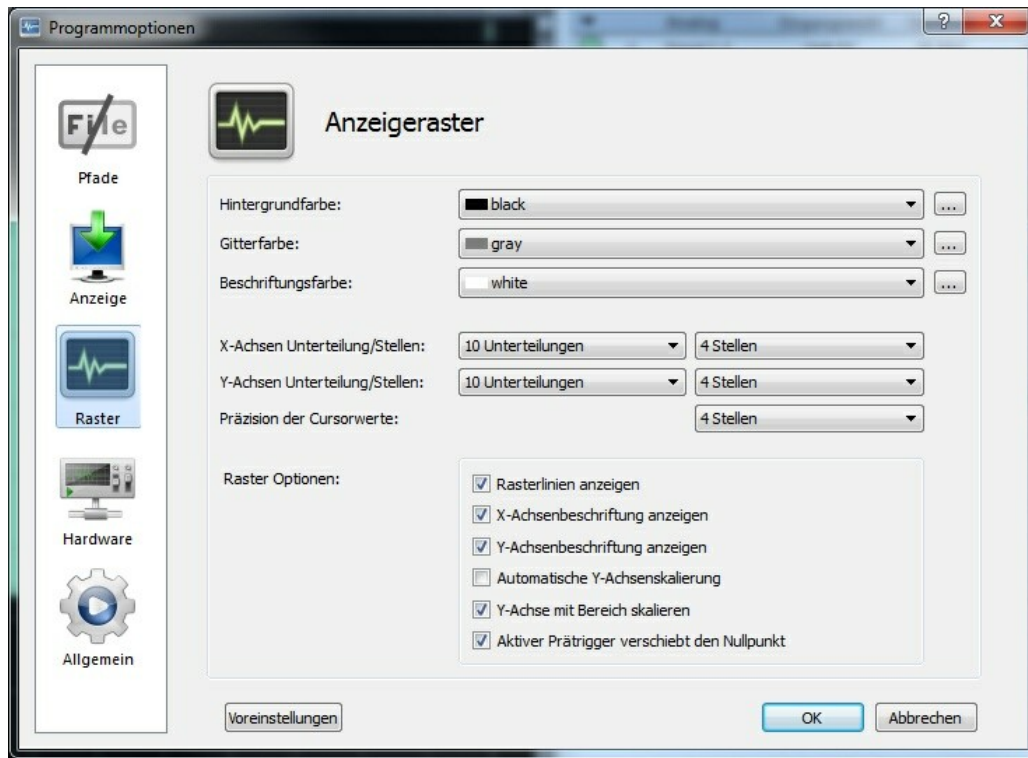 Programmoptionen
?
X
File
Pfade
Anzeige
Raster
Hardware
Allgemein
Anzeigeraster
Hintergrundfarbe: black ...
Gitterfarbe: gray ...
Beschriftungsfarbe: white ...
X-Achsen Unterteilung/Stellen: 10 Unterteilungen 4 Stellen
Y-Achsen Unterteilung/Stellen: 10 Unterteilungen 4 Stellen
Präzision der Cursorwerte: 4 Stellen
Raster Optionen:
Rasterlinien anzeigen
X-Achsenbeschriftung anzeigen
Y-Achsenbeschriftung anzeigen
Automatische Y-Achsenskalierung
Y-Achse mit Bereich skalieren
Aktiver Prätrigger verschiebt den Nullpunkt
Voreinstellungen OK Abbrechen